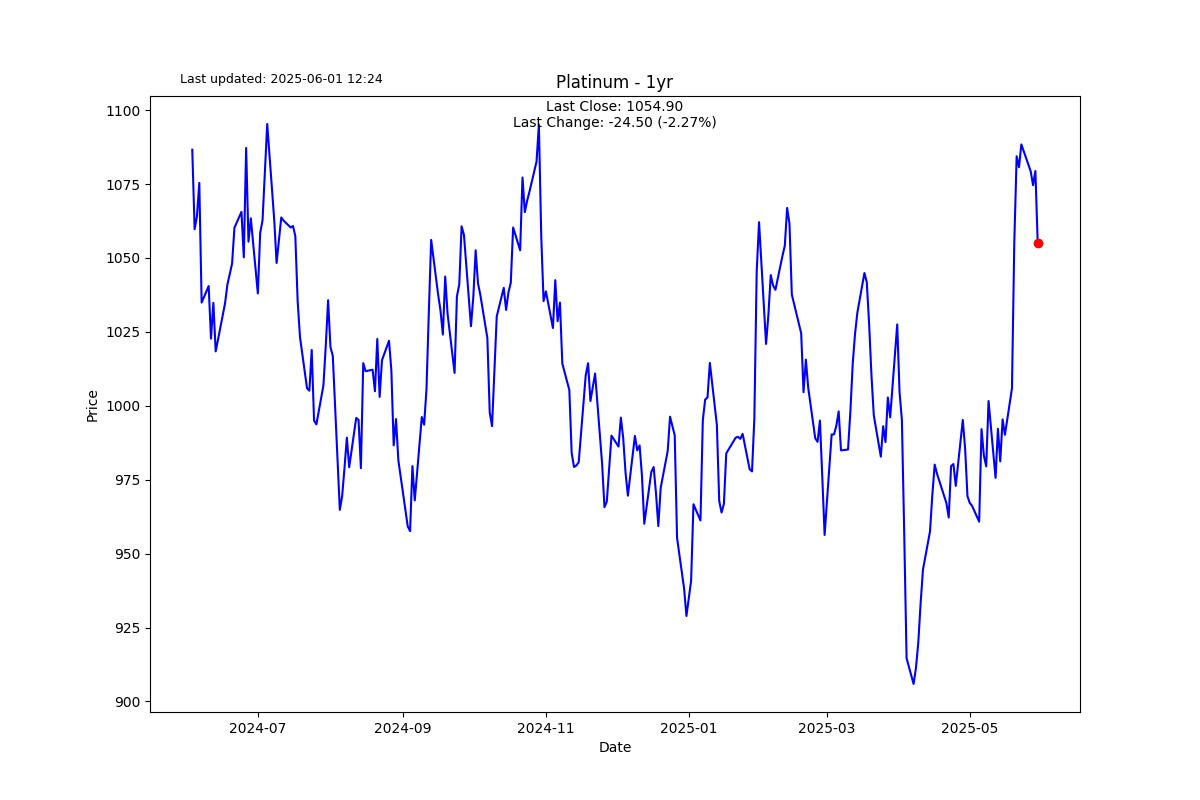 Last updated: 2025-06-01 12:24
Platinum - 1yr
Last Close: 1054.90
Last Change: -24.50 (-2.27%)
1100
1075
1050
1025
1000
975
950
925
900
Price
2024-07
2024-09
2024-11
2025-01
2025-03
2025-05
Date